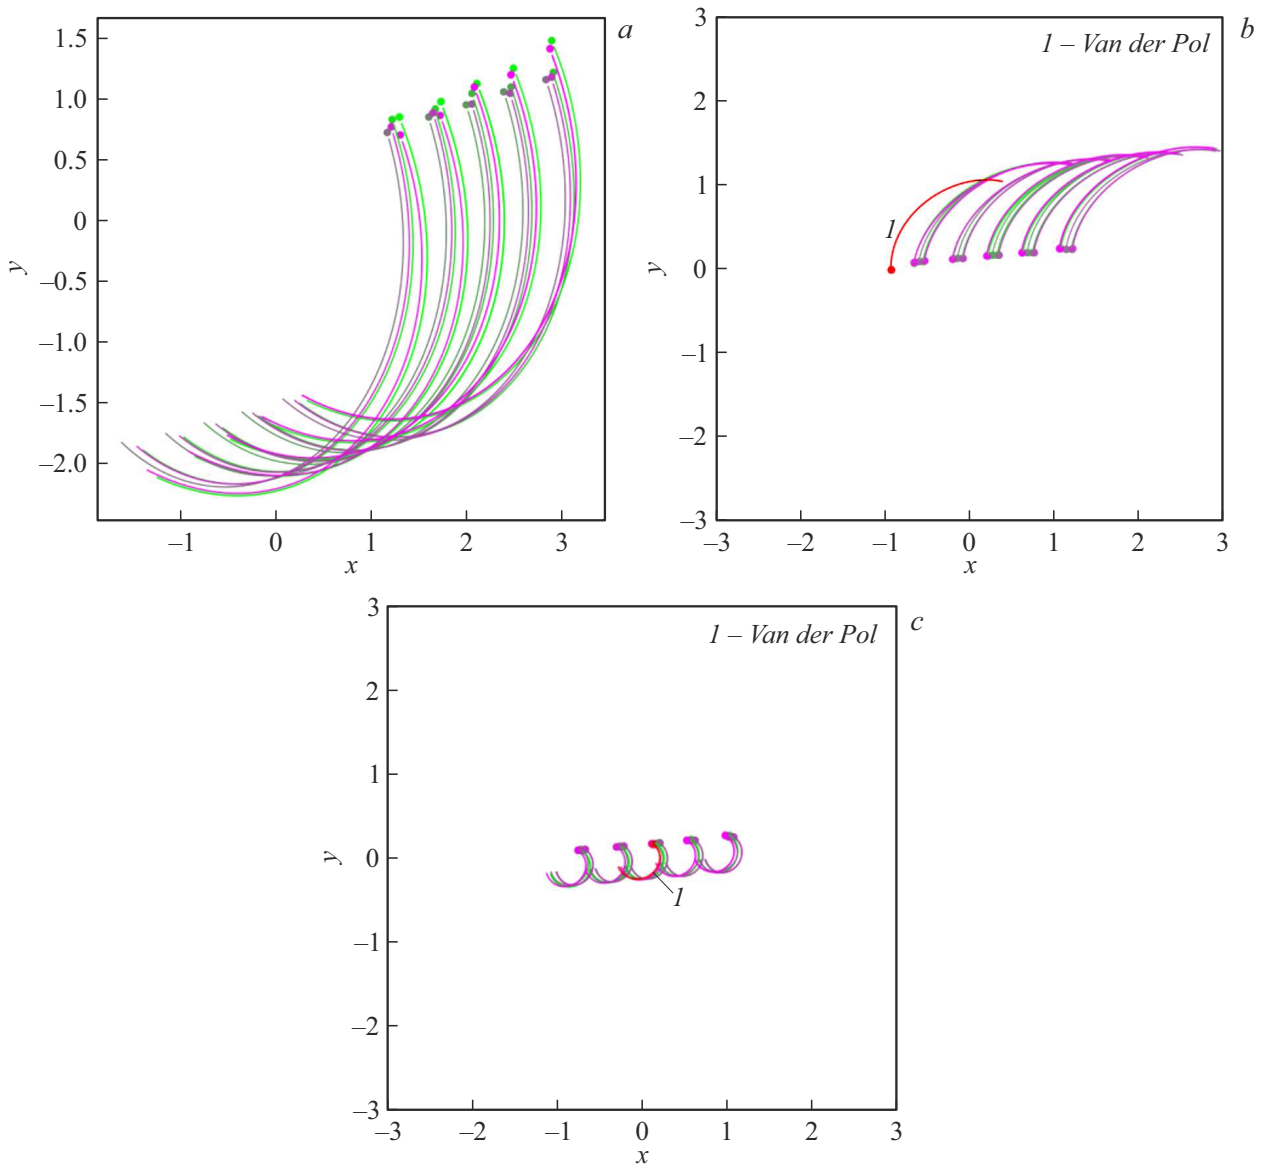 a
1.5
1.0
0.5
0
–0.5
–1.0
–1.5
–2.0
y
–1 0 1 2 3
x
b
1 – Van der Pol
3
2
1
0
–1
–2
–3
y
1
–3 –2 –1 0 1 2 3
x
c
1 – Van der Pol
3
2
1
0
–1
–2
–3
y
1
–3 –2 –1 0 1 2 3
x